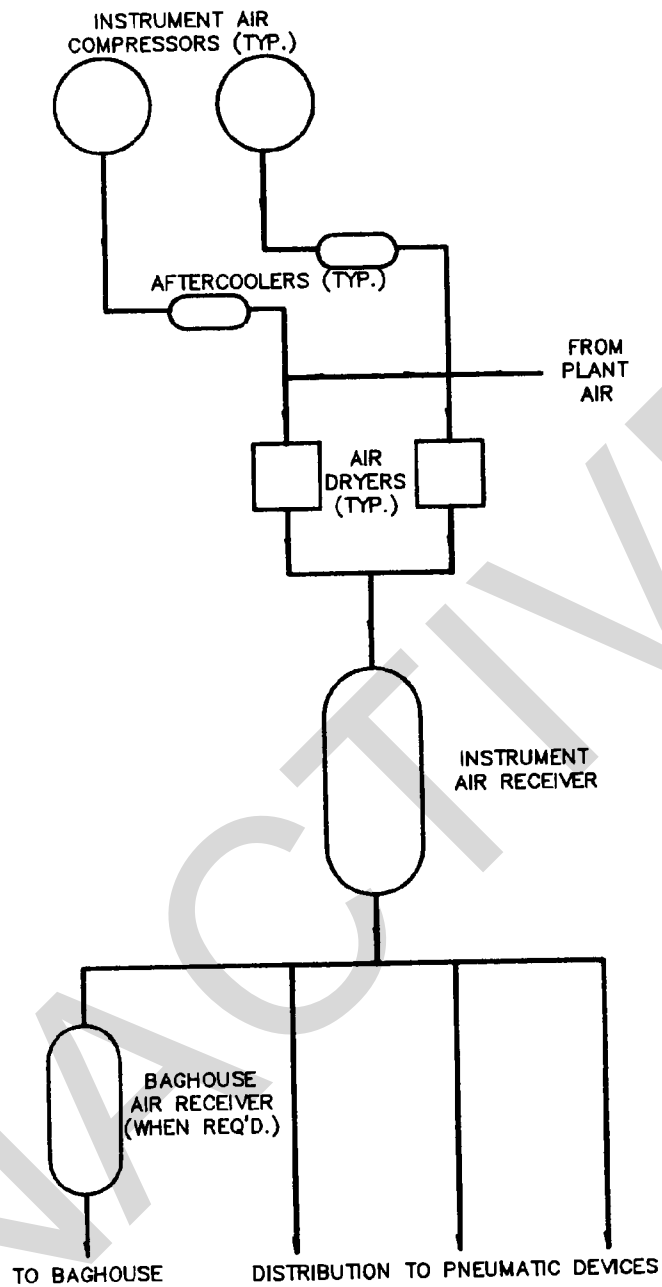 INSTRUMENT AIR
COMPRESSORS (TYP.)
AFTERCOOLERS (TYP.)
FROM
PLANT
AIR
AIR
DRYERS
(TYP.)
INSTRUMENT
AIR RECEIVER
BAGHOUSE
AIR RECEIVER
(WHEN REQ'D.)
TO BAGHOUSE
DISTRIBUTION TO PNEUMATIC DEVICES